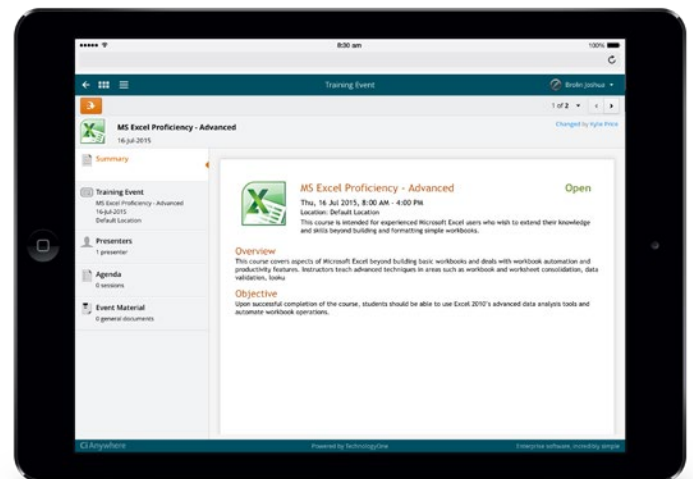 8:30 am
100%
Training Event
Brolin Joshua
1 of 2
MS Excel Proficiency - Advanced
16-Jul-2015
Changed by Kylie Price
Summary
Training Event
MS Excel Proficiency - Advanced
16-Jul-2015
Default Location
Presenters
1 presenter
Agenda
0 sessions
Event Material
0 general documents
MS Excel Proficiency - Advanced
Open
Thu, 16 Jul 2015, 8:00 AM - 4:00 PM
Location: Default Location
This course is intended for experienced Microsoft Excel users who wish to extend their knowledge
and skills beyond building and formatting simple workbooks.
Overview
This course covers aspects of Microsoft Excel beyond building basic workbooks and deals with workbook automation and
productivity features. Instructors teach advanced techniques in areas such as workbook and worksheet consolidation, data
validation, looku
Objective
Upon successful completion of the course, students should be able to use Excel 2010's advanced data analysis tools and
automate workbook operations.
Ci Anywhere
Powered by TechnologyOne
Enterprise software, incredibly simple